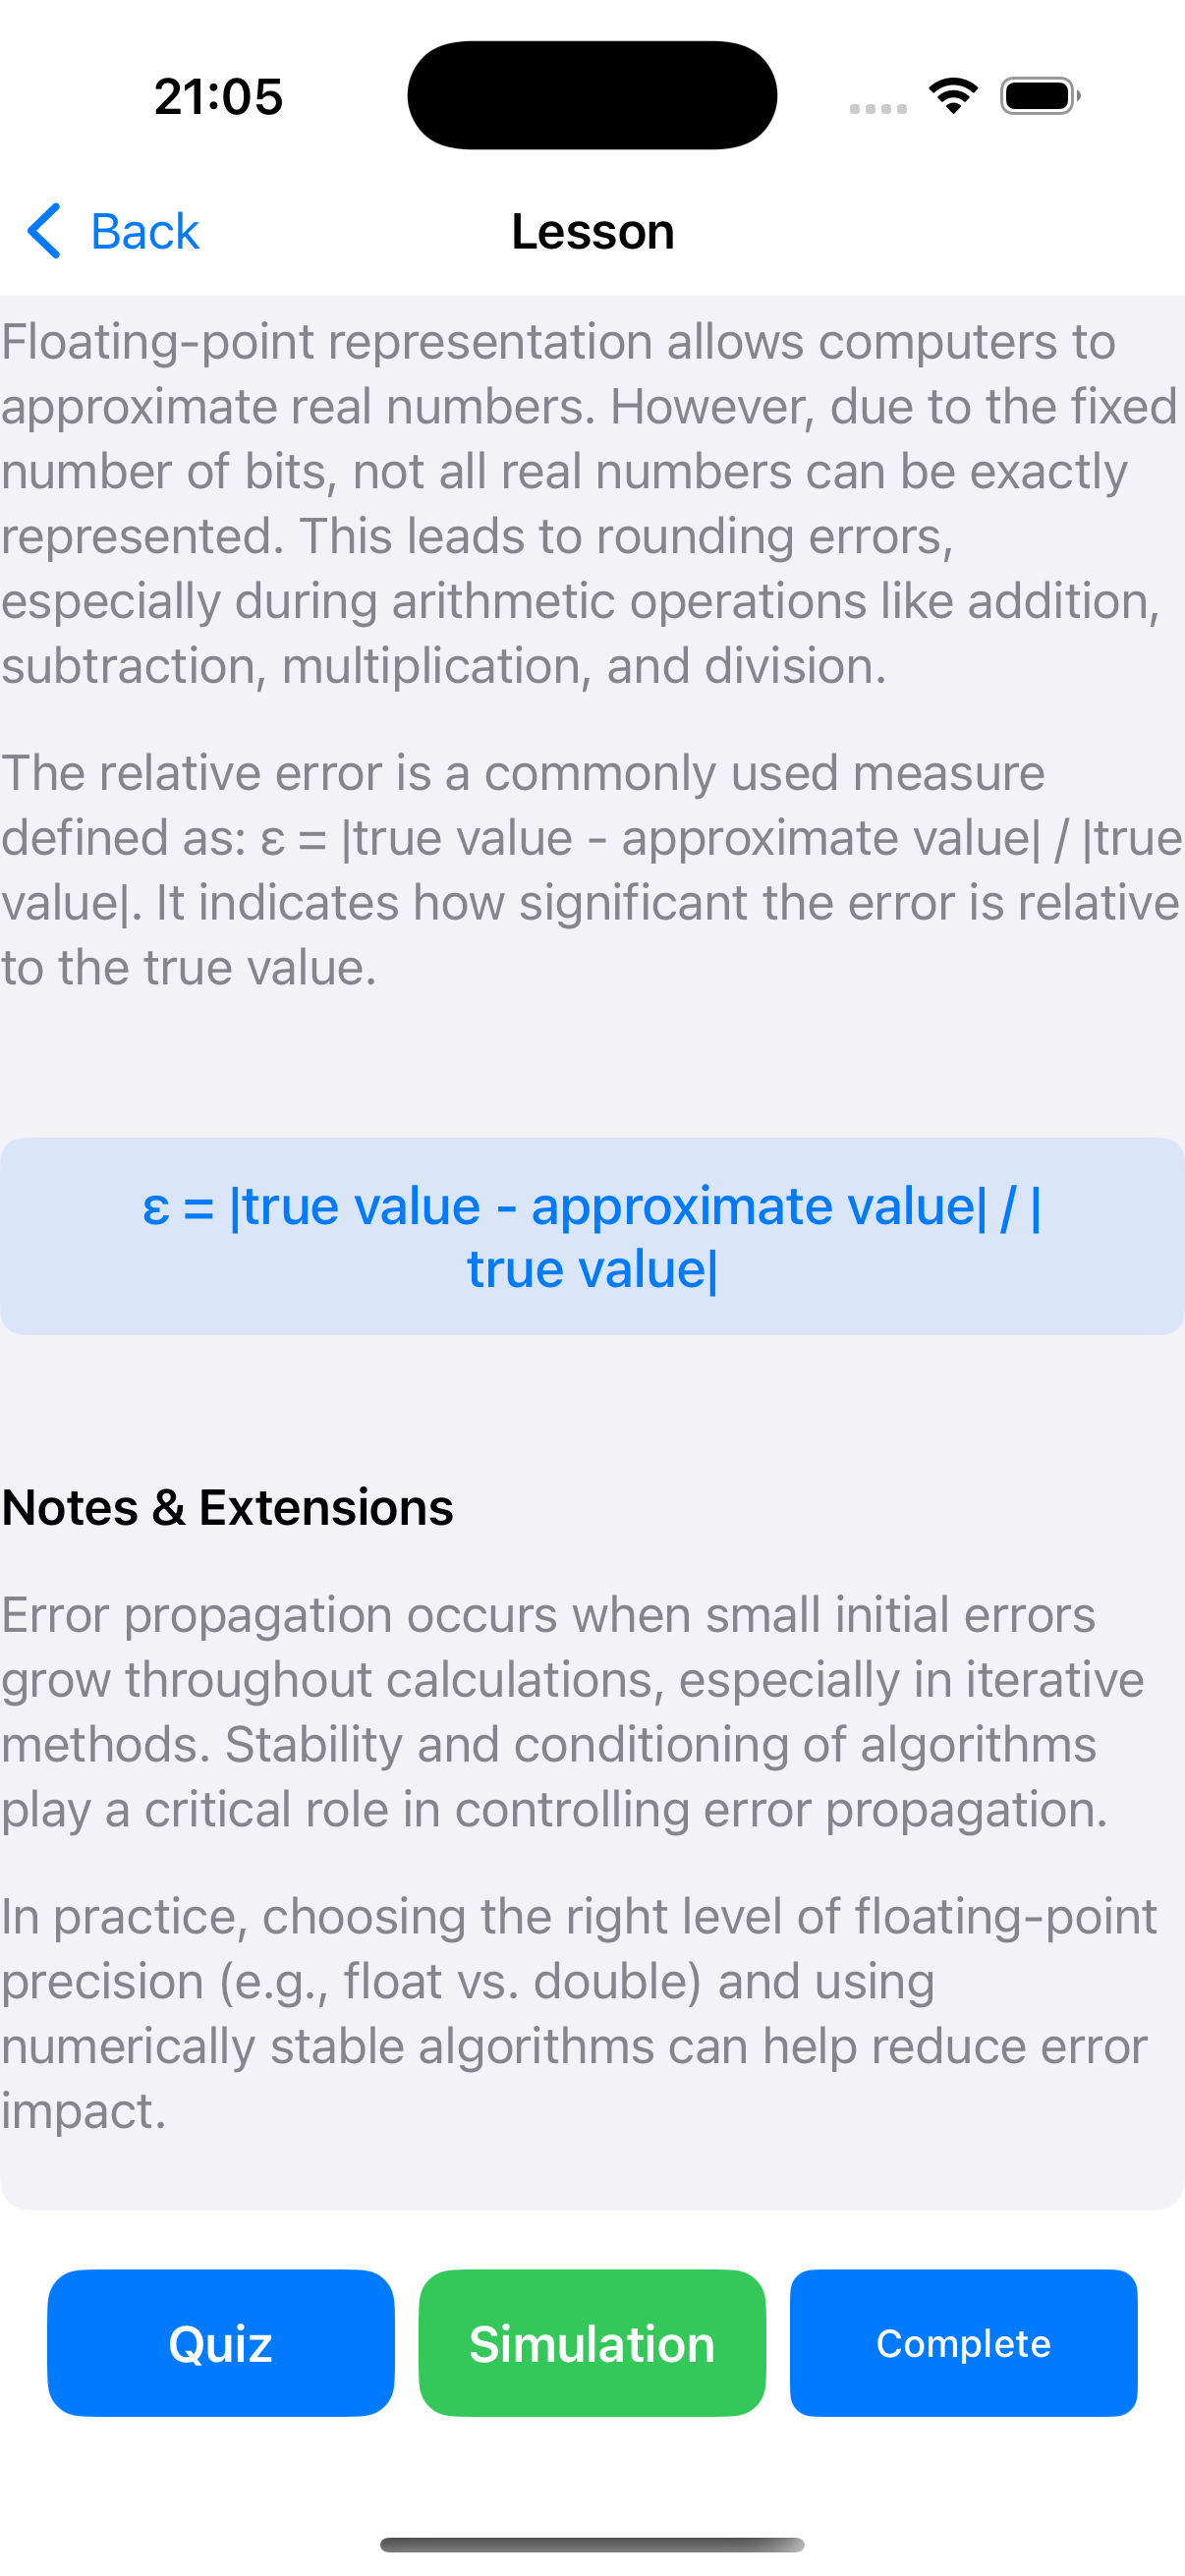 21:05
Back
Lesson
Floating-point representation allows computers to
approximate real numbers. However, due to the fixed
number of bits, not all real numbers can be exactly
represented. This leads to rounding errors,
especially during arithmetic operations like addition,
subtraction, multiplication, and division.
The relative error is a commonly used measure
defined as: ε = |true value - approximate value| / |true
value|. It indicates how significant the error is relative
to the true value.
ε = |true value - approximate value| / |
true value|
Notes & Extensions
Error propagation occurs when small initial errors
grow throughout calculations, especially in iterative
methods. Stability and conditioning of algorithms
play a critical role in controlling error propagation.
In practice, choosing the right level of floating-point
precision (e.g., float vs. double) and using
numerically stable algorithms can help reduce error
impact.
Quiz
Simulation
Complete